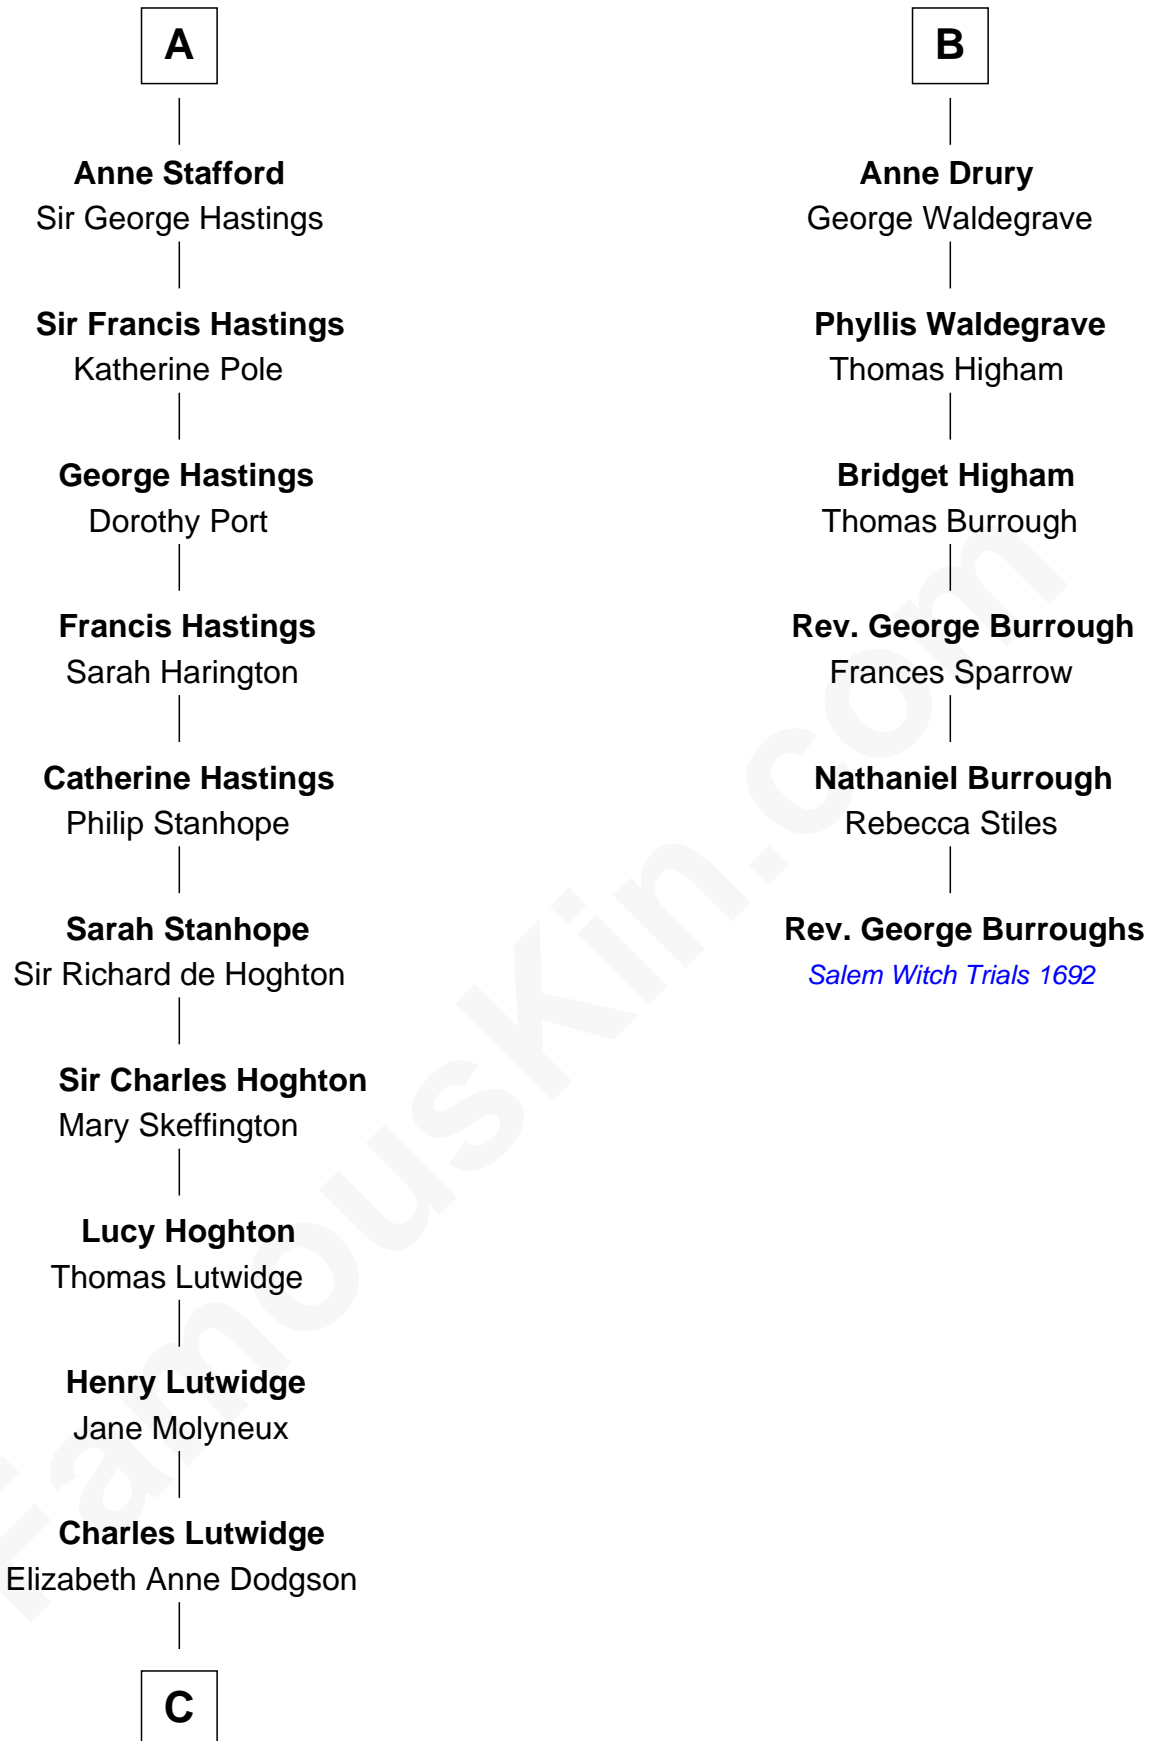 A
Anne Stafford
Sir George Hastings
Sir Francis Hastings
Katherine Pole
George Hastings
Dorothy Port
Francis Hastings
Sarah Harington
Catherine Hastings
Philip Stanhope
Sarah Stanhope
Sir Richard de Hoghton
Sir Charles Hoghton
Mary Skeffington
Lucy Hoghton
Thomas Lutwidge
Henry Lutwidge
Jane Molyneux
Charles Lutwidge
Elizabeth Anne Dodgson
C
B
Anne Drury
George Waldegrave
Phyllis Waldegrave
Thomas Higham
Bridget Higham
Thomas Burrough
Rev. George Burrough
Frances Sparrow
Nathaniel Burrough
Rebecca Stiles
Rev. George Burroughs
Salem Witch Trials 1692
FamousKin.com